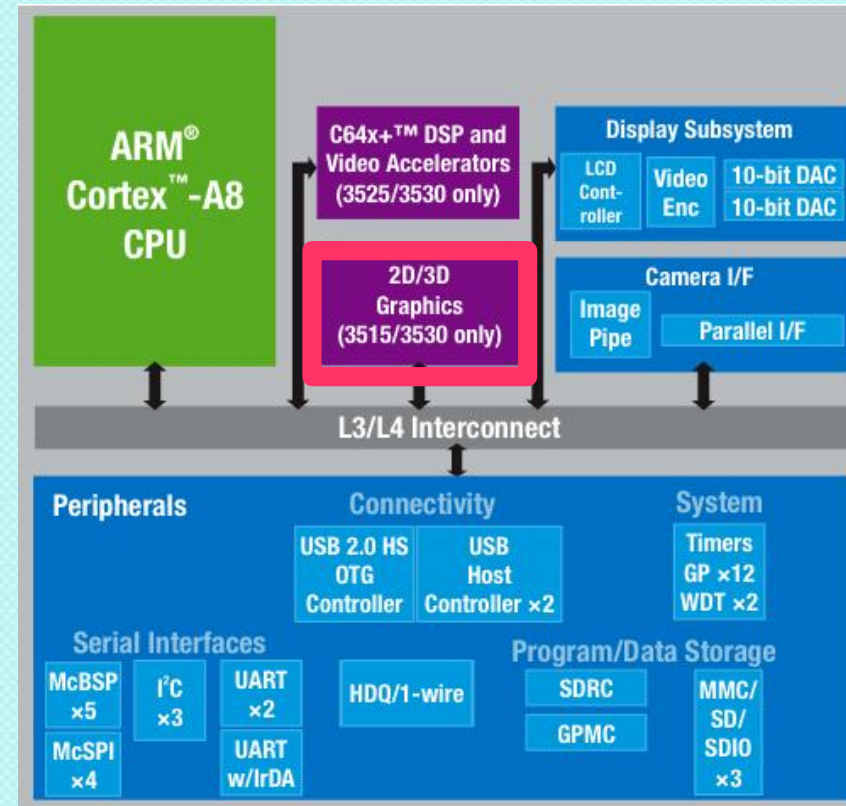 ARM®
Cortex™-A8
CPU
C64x+™ DSP and
Video Accelerators
(3525/3530 only)
2D/3D
Graphics
(3515/3530 only)
Display Subsystem
LCD
Cont-
roller
Video
Enc
10-bit DAC
10-bit DAC
Camera I/F
Image
Pipe
Parallel I/F
L3/L4 Interconnect
Peripherals
Connectivity
USB 2.0 HS
OTG
Controller
USB
Host
Controller ×2
System
Timers
GP ×12
WDT ×2
Serial Interfaces
McBSP
×5
I²C
×3
UART
×2
McSPI
×4
UART
w/IrDA
HDQ/1-wire
Program/Data Storage
SDRC
GPMC
MMC/
SD/
SDIO
×3